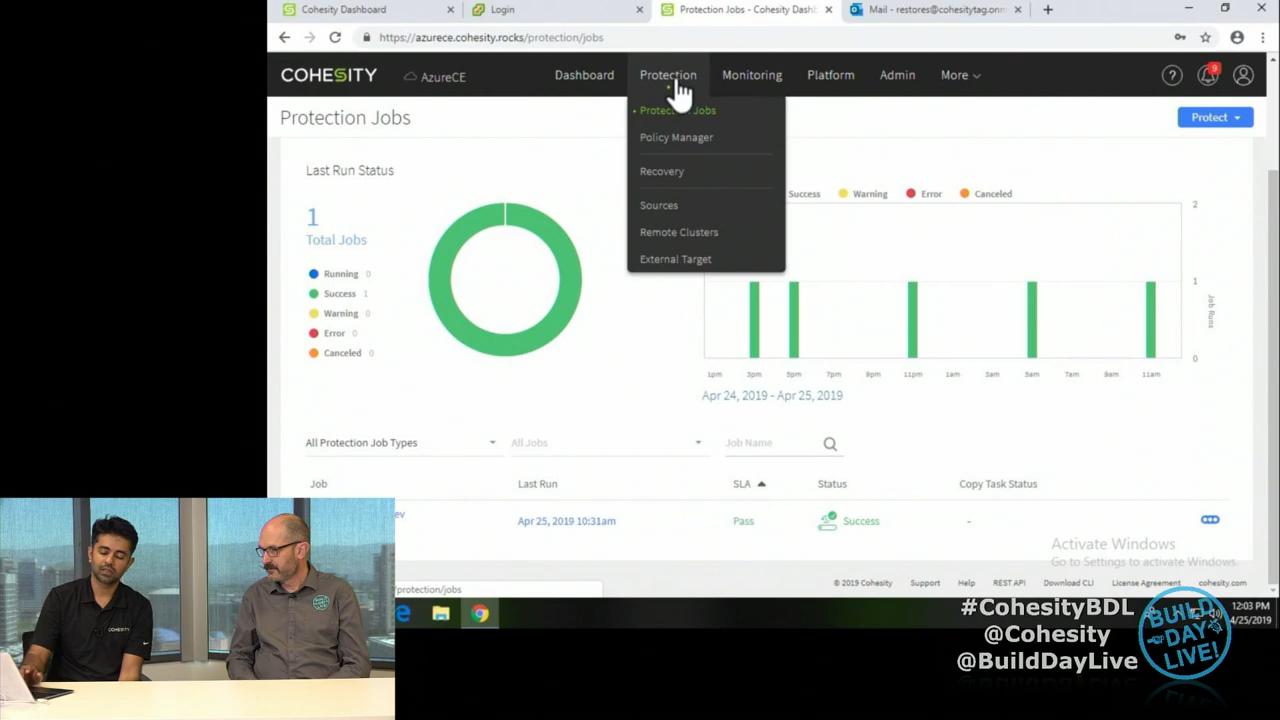 Cohesity Dashboard
Login
Protection Jobs - Cohesity Dash
Mail - restores@cohesitytag.onm
https://azurece.cohesity.rocks/protection/jobs
COHESITY
AzureCE
Dashboard
Protection
Monitoring
Platform
Admin
More
9
Protection Jobs
Protect
Protec Jobs
Policy Manager
Recovery
Sources
Remote Clusters
External Target
Last Run Status
1
Total Jobs
Running 0
Success 1
Warning 0
Error 0
Canceled 0
Success
Warning
Error
Canceled
2
1
0
Job Runs
1pm 3pm 5pm 7pm 9pm 11pm 1am 3am 5am 7am 9am 11am
Apr 24, 2019 - Apr 25, 2019
All Protection Job Types
All Jobs
Job Name
Job
Last Run
SLA
Status
Copy Task Status
ev
Apr 25, 2019 10:31am
Pass
Success
-
Activate Windows
Go to Settings to activate Windows.
/protection/jobs
© 2019 Cohesity
Support
Help
REST API
Download CLI
License Agreement
cohesity.com
12:03 PM
4/25/2019
#CohesityBDL
@Cohesity
@BuildDayLive
BUILD
DAY
LIVE!
COHESITY